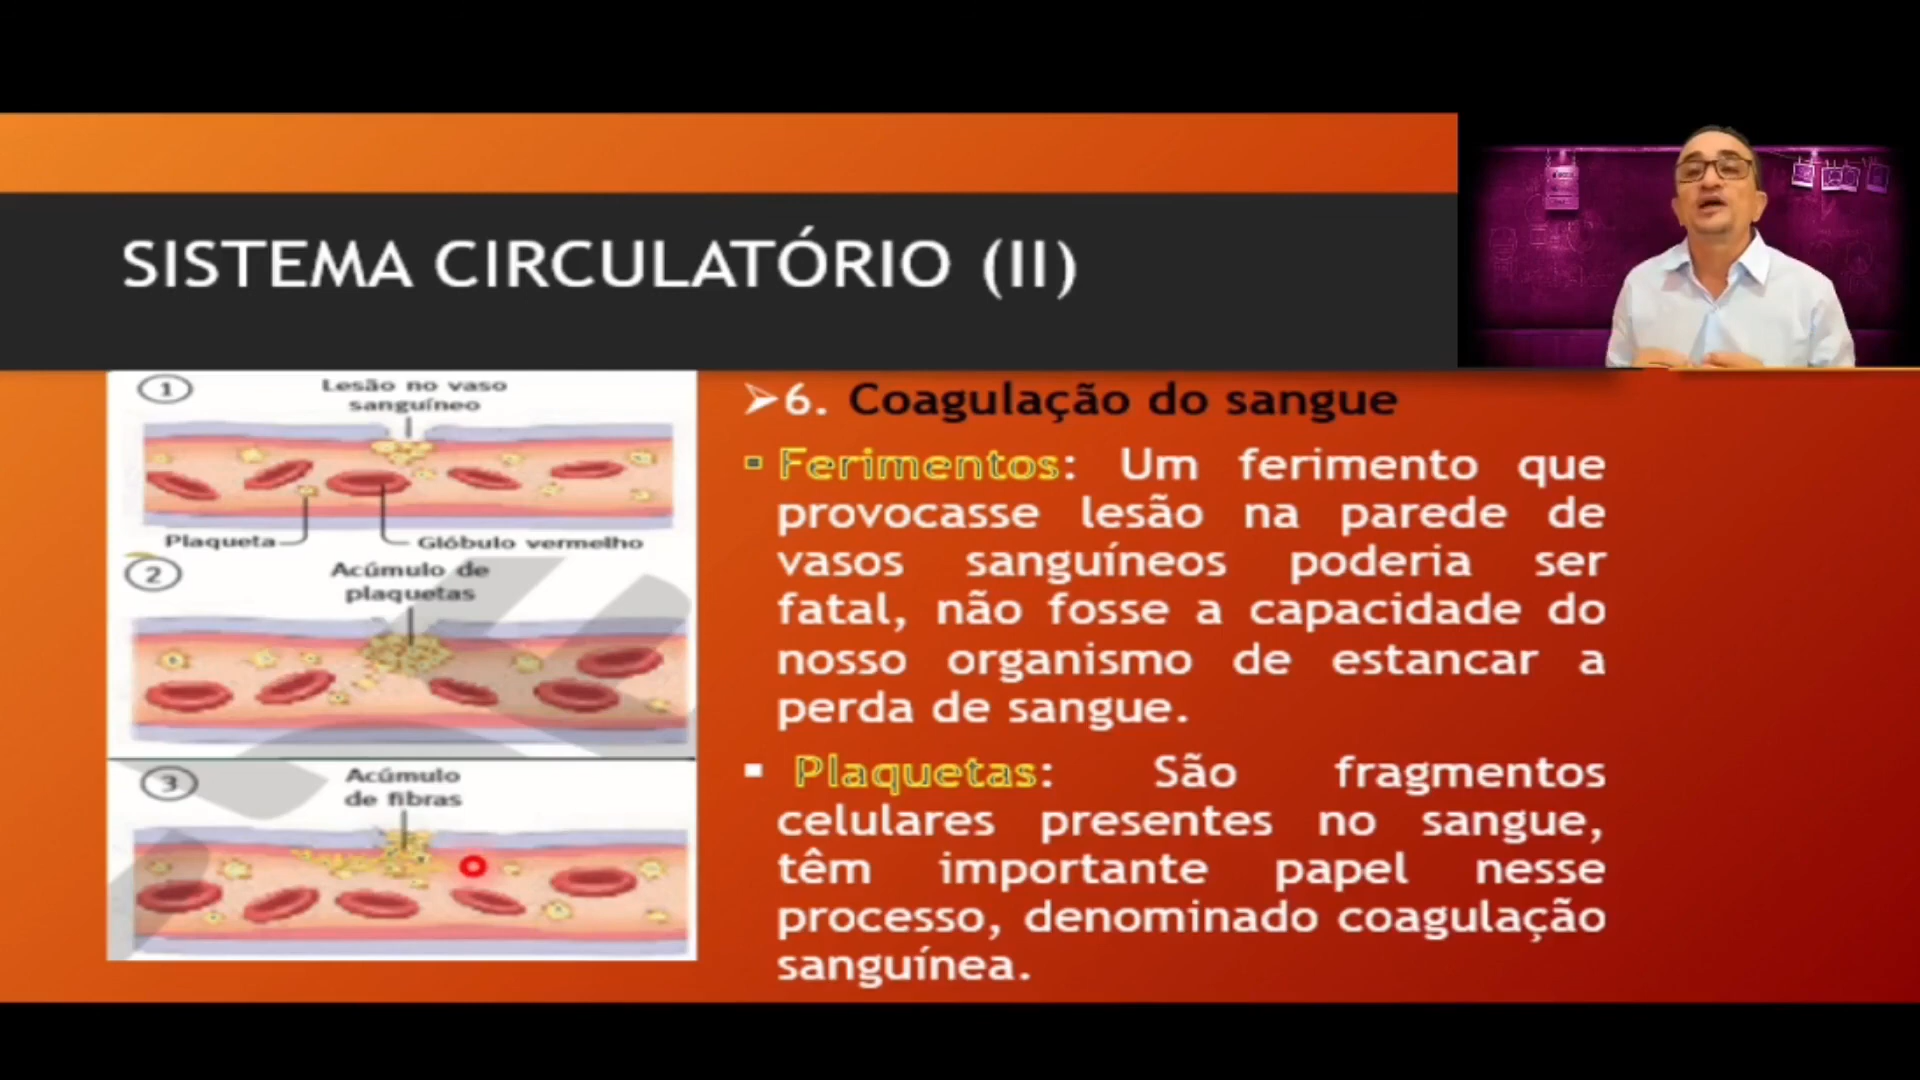 SISTEMA CIRCULATÓRIO (II)
1
Lesão no vaso
sanguíneo
Plaqueta
Glóbulo vermelho
2
Acúmulo de
plaquetas
3
Acúmulo
de fibras
6. Coagulação do sangue
Ferimentos: Um ferimento que
provocasse lesão na parede de
vasos sanguíneos poderia ser
fatal, não fosse a capacidade do
nosso organismo de estancar a
perda de sangue.
Plaquetas: São fragmentos
celulares presentes no sangue,
têm importante papel nesse
processo, denominado coagulação
sanguínea.